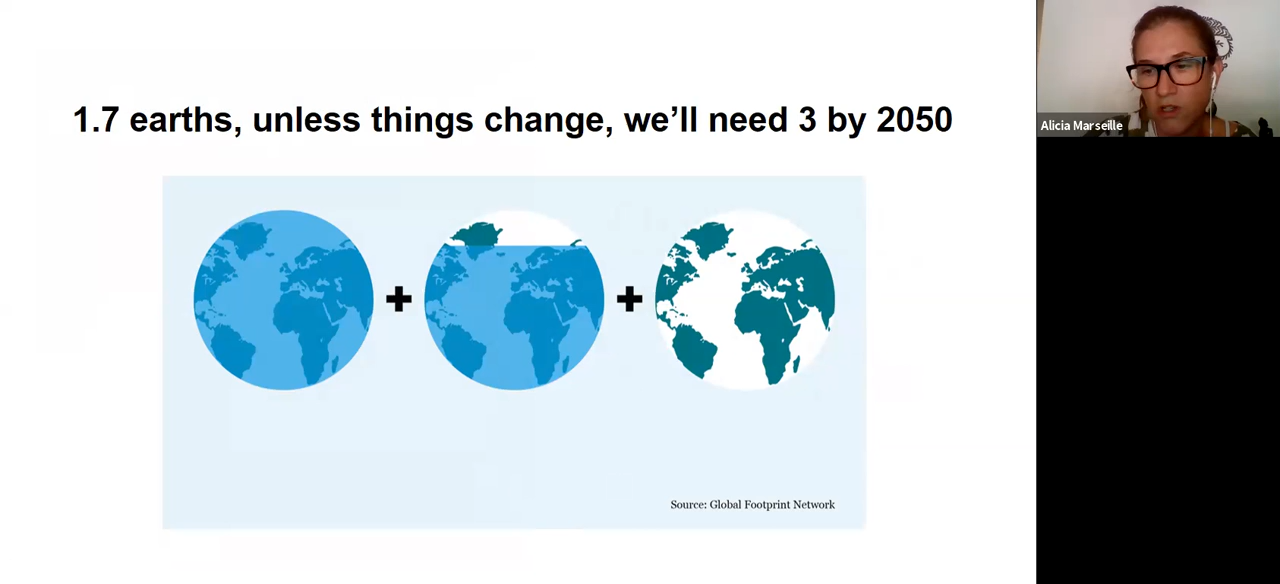 1.7 earths, unless things change, we’ll need 3 by 2050
Source: Global Footprint Network
Alicia Marseille